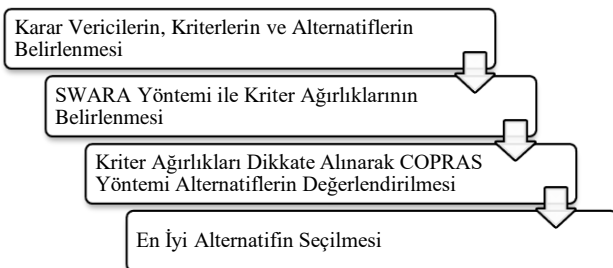 Karar Vericilerin, Kriterlerin ve Alternatiflerin
Belirlenmesi
SWARA Yöntemi ile Kriter Ağırlıklarının
Belirlenmesi
Kriter Ağırlıkları Dikkate Alınarak COPRAS
Yöntemi Alternatiflerin Değerlendirilmesi
En İyi Alternatifin Seçilmesi